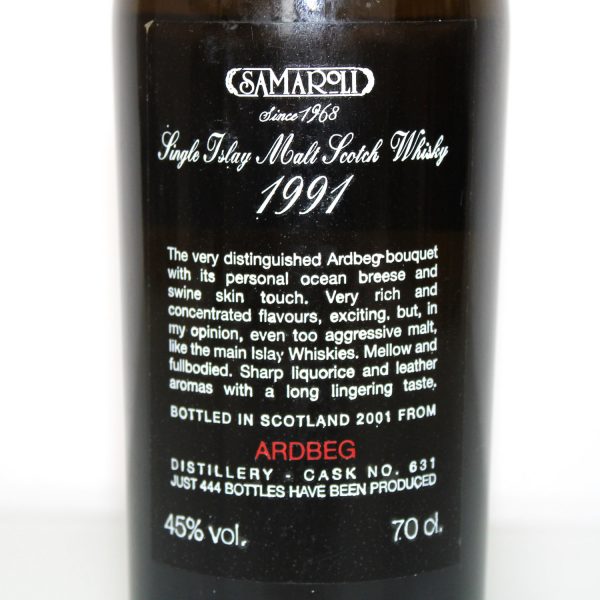 SAMAROLI
Since 1968
Single Islay Malt Scotch Whisky
1991
The very distinguished Ardbeg-bouquet
with its personal ocean breese and
swine skin touch. Very rich and
concentrated flavours, exciting, but, in
my opinion, even too aggressive malt,
like the main Islay Whiskies. Mellow and
fullbodied. Sharp liquorice and leather
aromas with a long lingering taste.
BOTTLED IN SCOTLAND 2001 FROM
ARDBEG
DISTILLERY - CASK NO. 631
JUST 444 BOTTLES HAVE BEEN PRODUCED
45% vol. 70 cl.